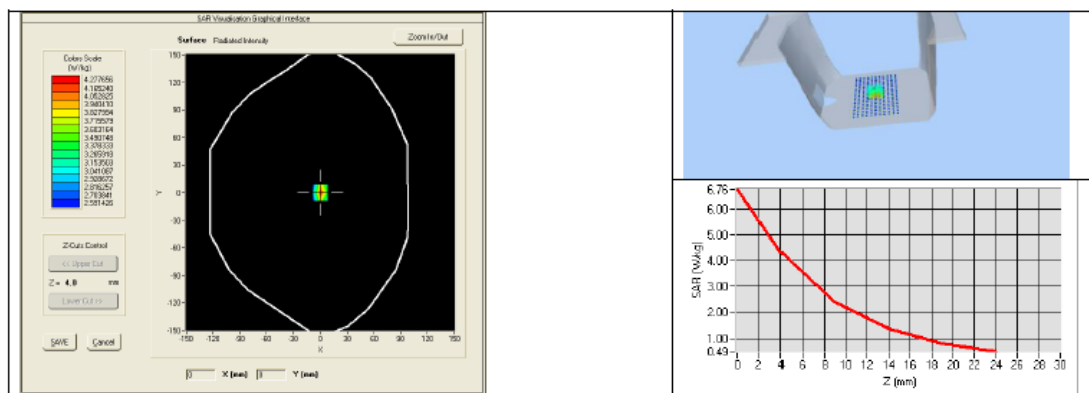 SAR Visualisation Graphical Interface
Surface Radiated Intensity
Zoom In/Out
Colors Scale
(W/kg)
4.277656
4.165240
4.052825
3.940410
3.827994
3.715579
3.603164
3.490748
3.378333
3.265918
3.153503
3.041087
2.928672
2.816257
2.703841
2.591426
Z-Cuts Control
<< Upper Cut
Z = 4.0 mm
Lower Cut >>
SAVE Cancel
Y
150
120
90
60
30
0
-30
-60
-90
-120
-150
-150 -120 -90 -60 -30 0 30 60 90 120 150
X
0 X (mm) 0 Y (mm)
SAR (W/kg)
6.76
6.00
5.00
4.00
3.00
2.00
1.00
0.49
0 2 4 6 8 10 12 14 16 18 20 22 24 26 28 30
Z (mm)